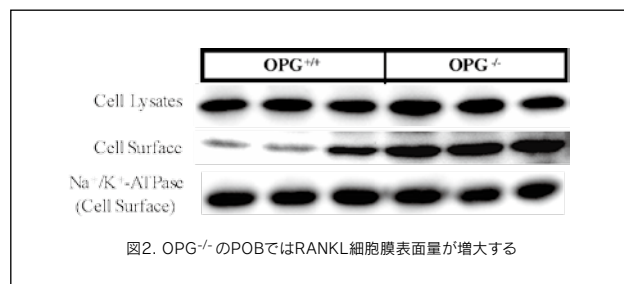 OPG+/+ OPG-/-
Cell Lysates
Cell Surface
Na+/K+-ATPase
(Cell Surface)
図2. OPG-/- のPOBではRANKL細胞膜表面量が増大する